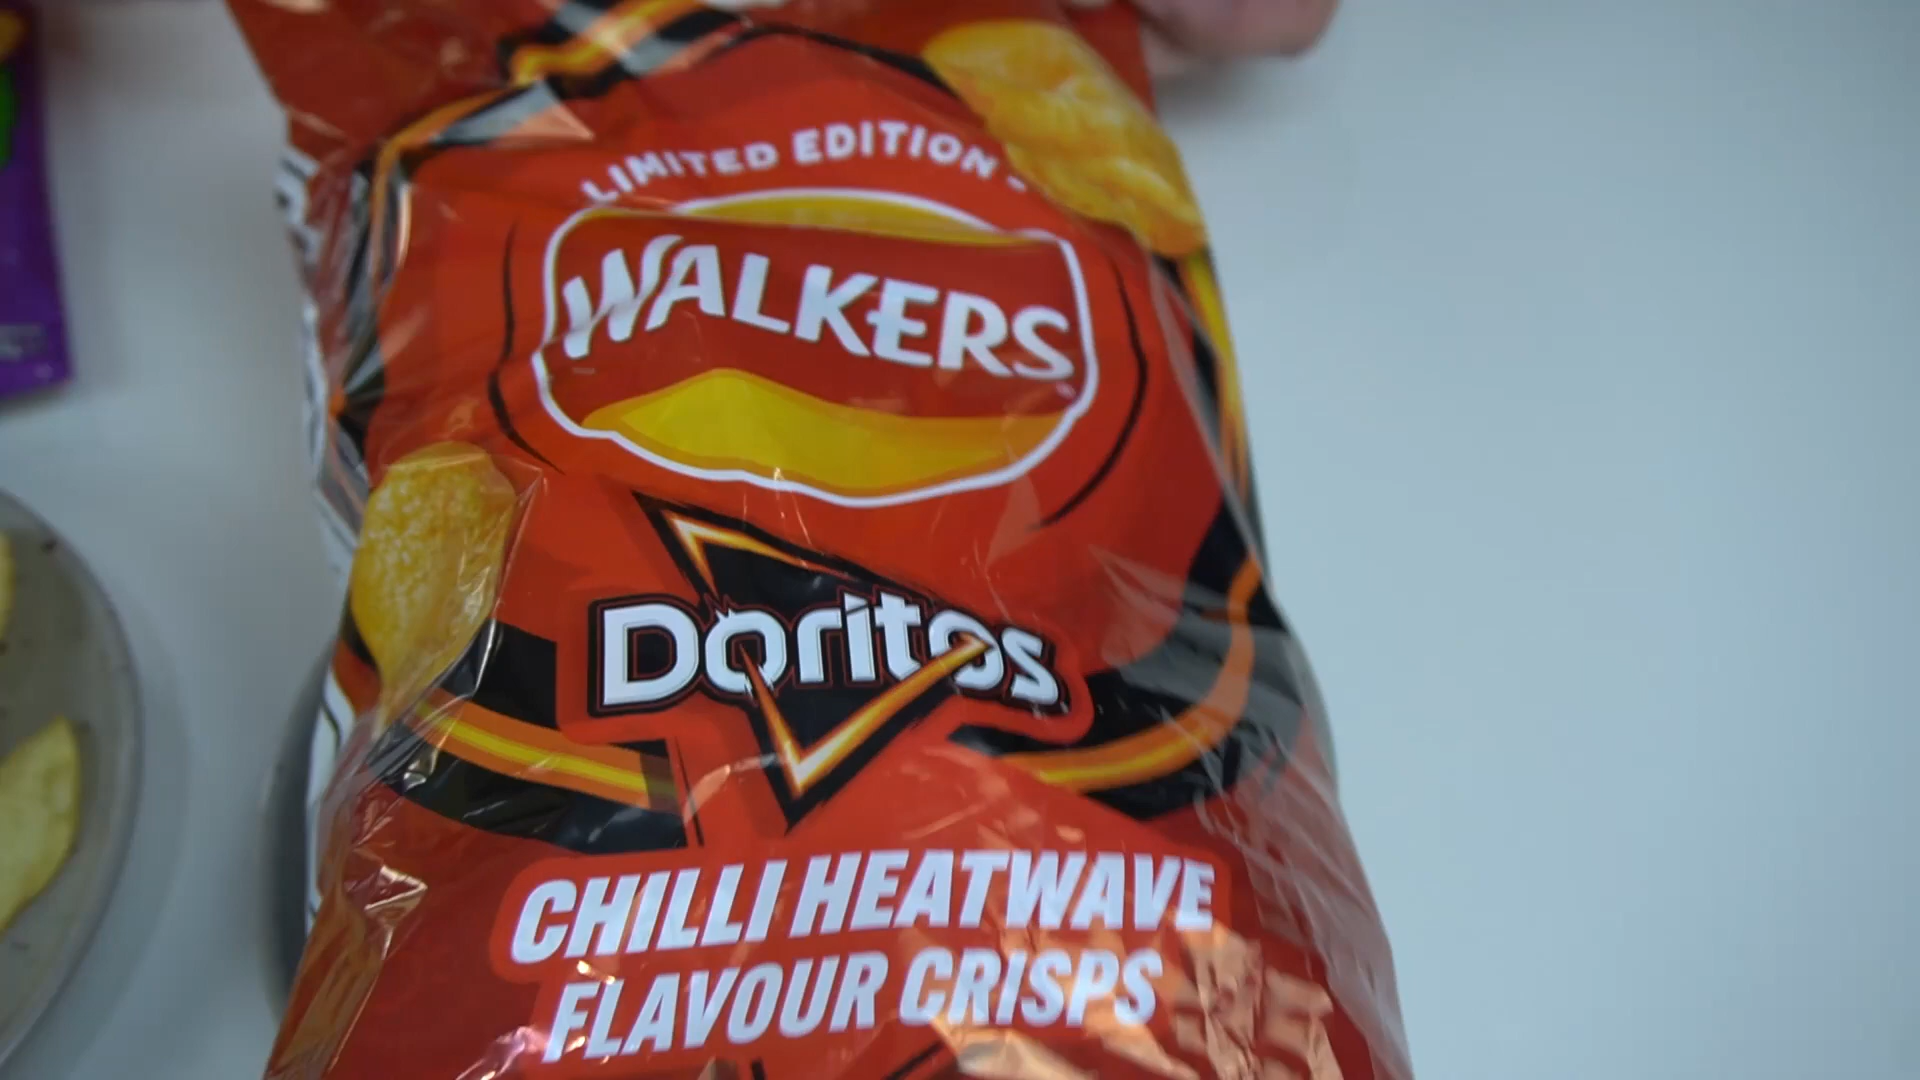 LIMITED EDITION
WALKERS
Doritos
CHILLI HEATWAVE
FLAVOUR CRISPS